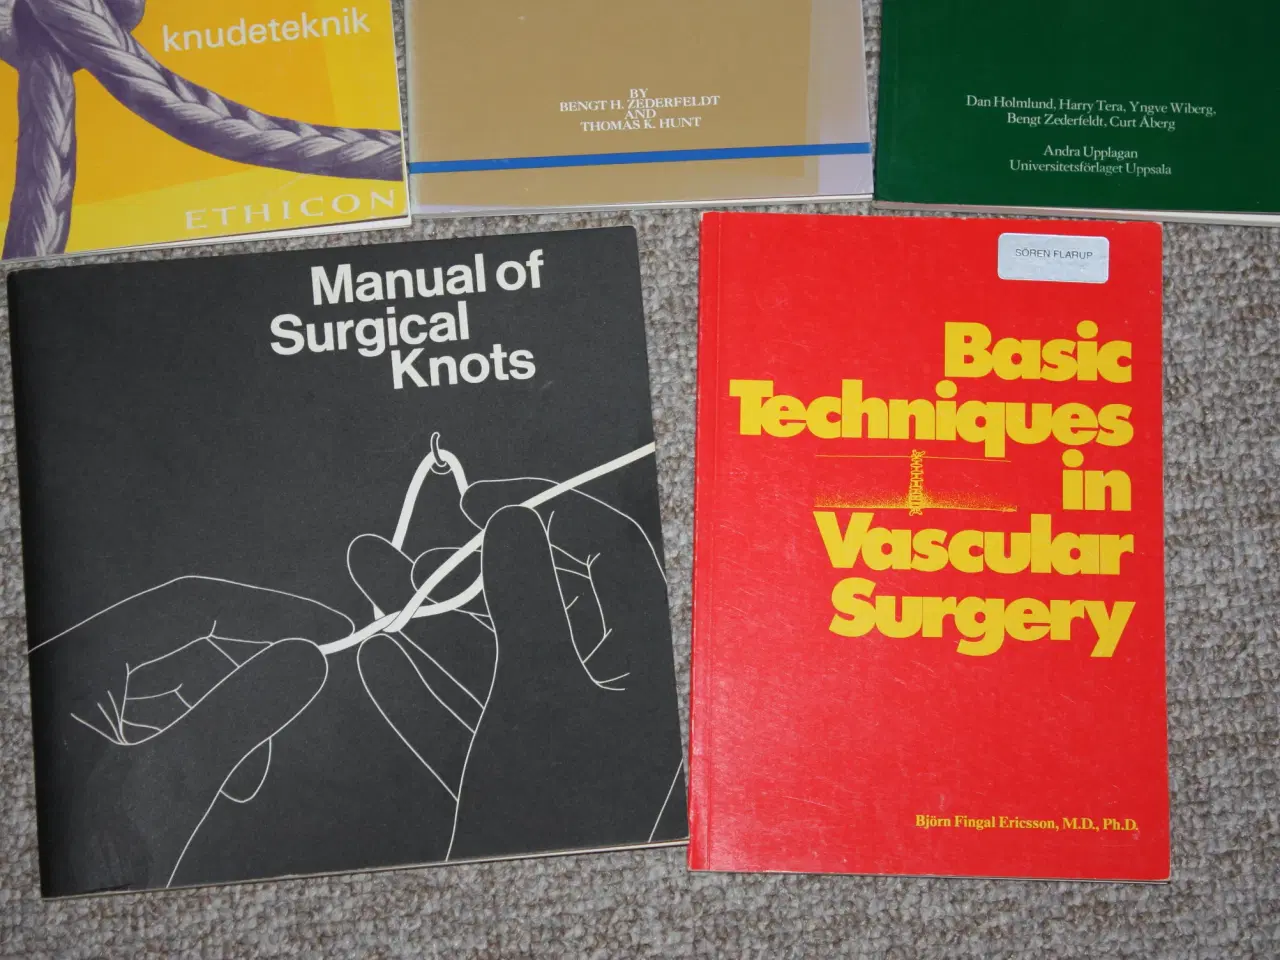 knudeteknik
ETHICON
BY
BENGT H. ZEDERFELDT
AND
THOMAS K. HUNT
Dan Holmlund, Harry Tera, Yngve Wiberg,
Bengt Zederfeldt, Curt Åberg
Andra Upplagan
Universitetsförlaget Uppsala
Manual of
Surgical
Knots
SÖREN FLARUP
Basic
Techniques
in
Vascular
Surgery
Björn Fingal Ericsson, M.D., Ph.D.